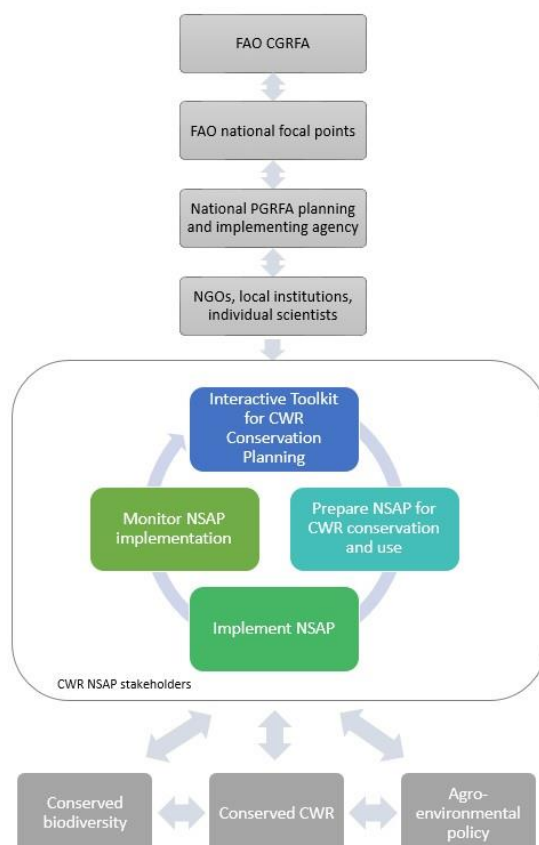 FAO CGRFA
FAO national focal points
National PGRFA planning
and implementing agency
NGOs, local institutions,
individual scientists
Interactive Toolkit
for CWR
Conservation
Planning
Monitor NSAP
implementation
Prepare NSAP for
CWR conservation
and use
Implement NSAP
CWR NSAP stakeholders
Conserved
biodiversity
Conserved CWR
Agro-
environmental
policy